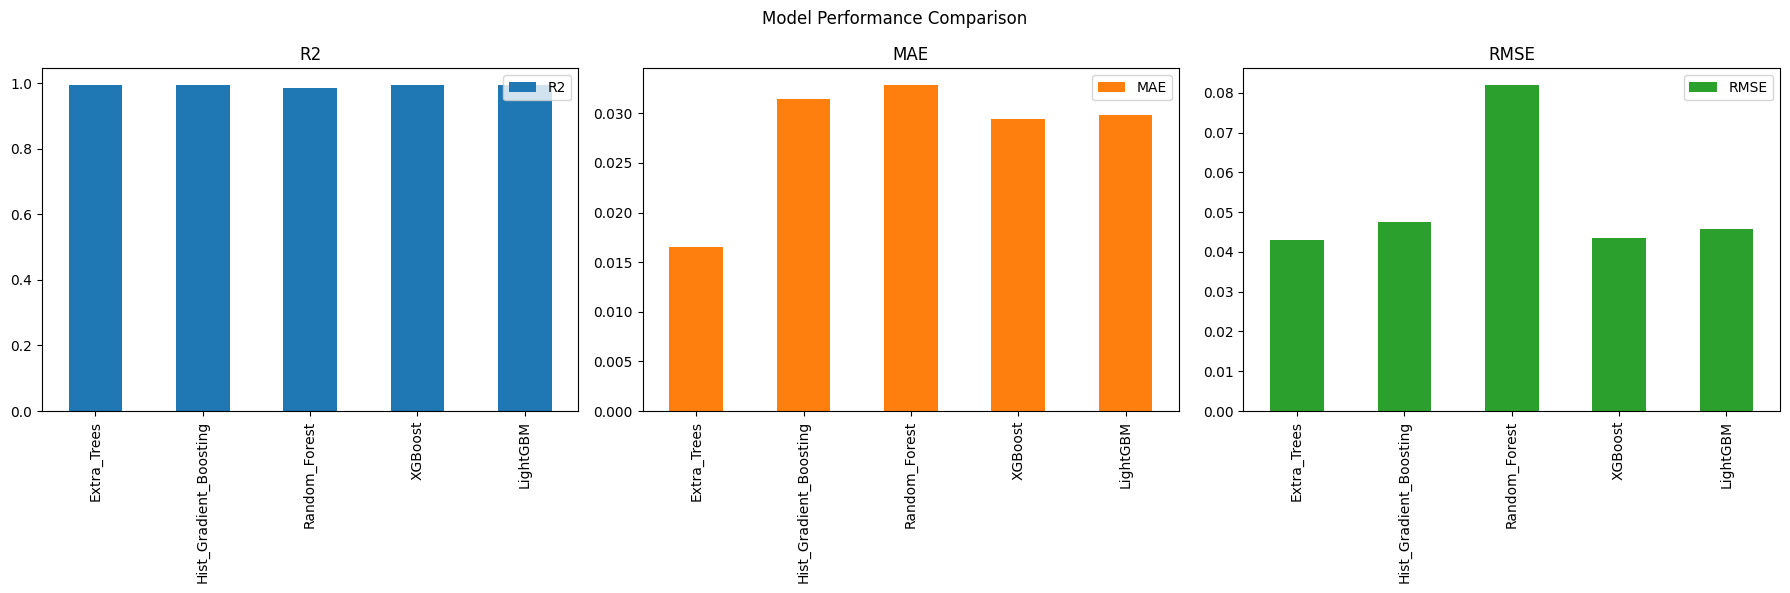 Model Performance Comparison
R2
1.0
0.8
0.6
0.4
0.2
0.0
R2
Extra_Trees
Hist_Gradient_Boosting
Random_Forest
XGBoost
LightGBM
MAE
0.030
0.025
0.020
0.015
0.010
0.005
0.000
MAE
Extra_Trees
Hist_Gradient_Boosting
Random_Forest
XGBoost
LightGBM
RMSE
0.08
0.07
0.06
0.05
0.04
0.03
0.02
0.01
0.00
RMSE
Extra_Trees
Hist_Gradient_Boosting
Random_Forest
XGBoost
LightGBM